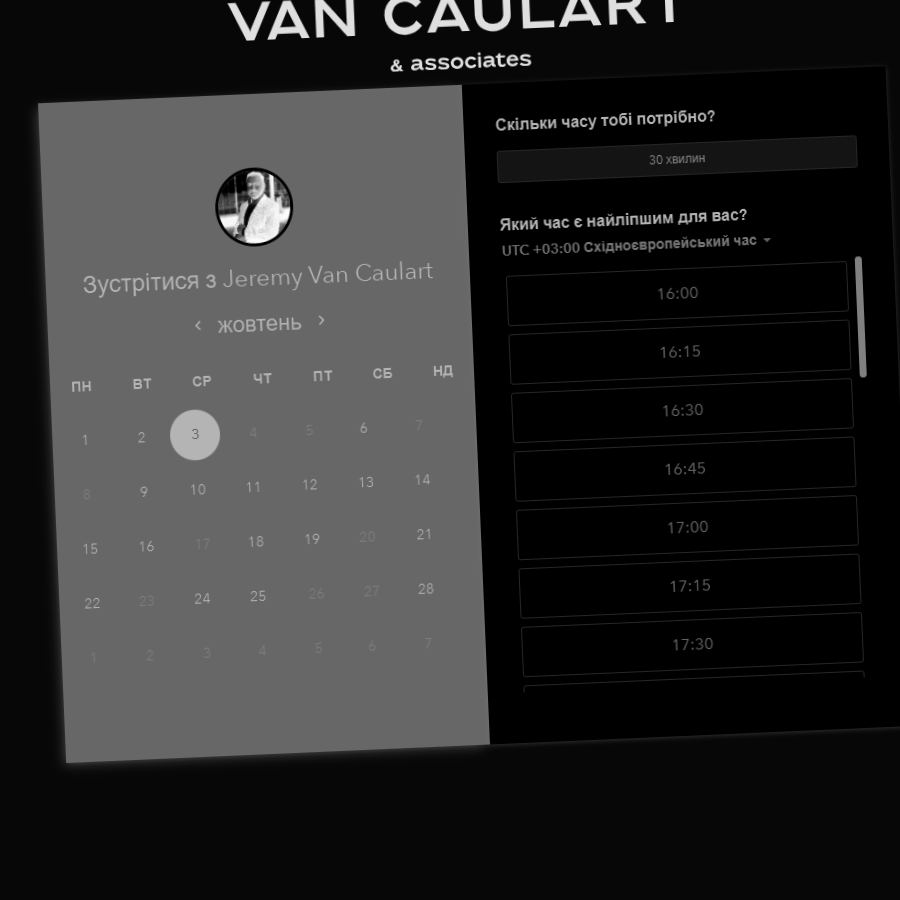 VAN CAULART
& associates
Зустрітися з Jeremy Van Caulart
‹ жовтень ›
ПН ВТ СР ЧТ ПТ СБ НД
1 2 3 4 5 6 7
8 9 10 11 12 13 14
15 16 17 18 19 20 21
22 23 24 25 26 27 28
1 2 3 4 5 6 7
Скільки часу тобі потрібно?
30 хвилин
Який час є найліпшим для вас?
UTC +03:00 Східноєвропейський час
16:00
16:15
16:30
16:45
17:00
17:15
17:30